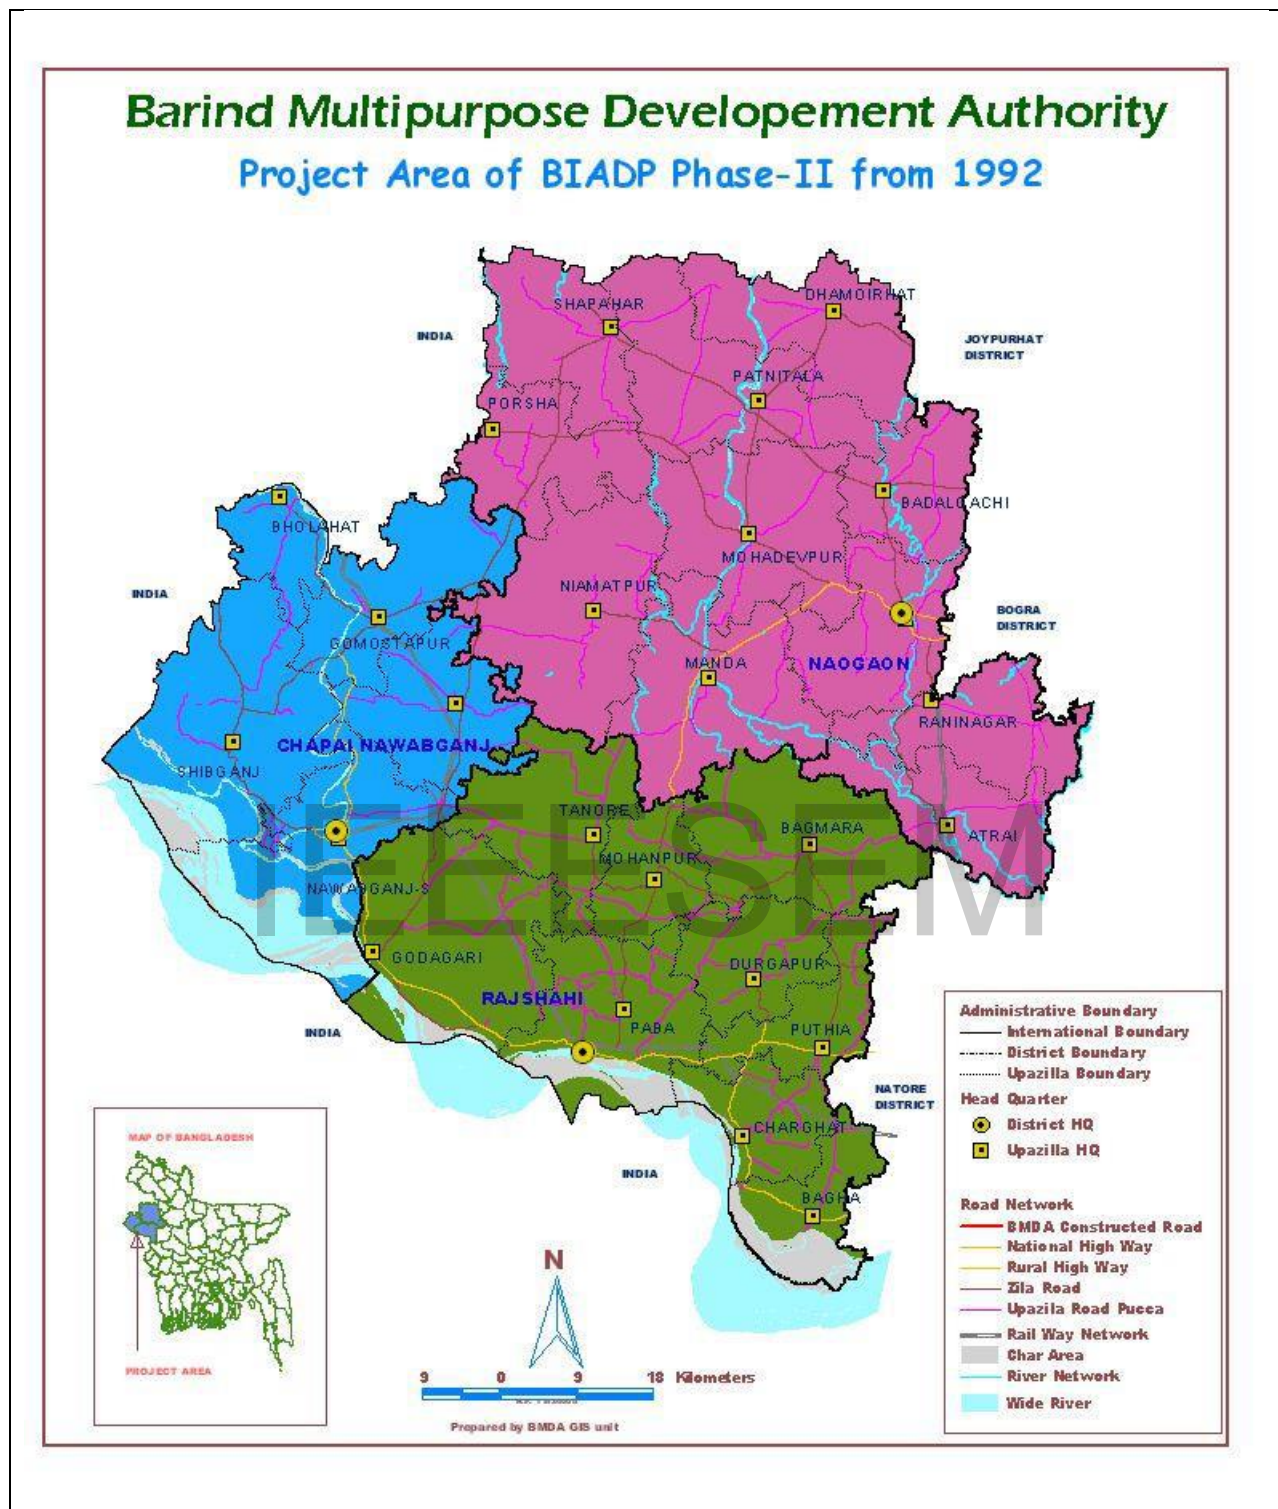 Barind Multipurpose Developement Authority
Project Area of BIADP Phase-II from 1992
SHAPAHAR
DHAMOIRHAT
INDIA
JOYPURHAT
DISTRICT
PATNITALA
PORSHA
BADALGACHI
BHOLAHAT
MOHADEVPUR
NIAMATPUR
INDIA
BOGRA
DISTRICT
GOMOSTAPUR
MANDA
NAOGAON
RANINAGAR
CHAPAI NAWABGANJ
SHIBGANJ
TANORE
BAGMARA
ATRAI
MOHANPUR
IEEESEM
NAWABGANJ-S
GODAGARI
DURGAPUR
RAJSHAHI
PABA
PUTHIA
INDIA
NATORE
DISTRICT
CHARGHAT
INDIA
BAGHA
Administrative Boundary
International Boundary
District Boundary
Upazilla Boundary
Head Quarter
District HQ
Upazilla HQ
Road Network
BMDA Constructed Road
National High Way
Rural High Way
Zila Road
Upazila Road Pucca
Rail Way Network
Char Area
River Network
Wide River
MAP OF BANGLADESH
PROJECT AREA
N
9 0 9 18 Kilometers
Prepared by BMDA GIS unit